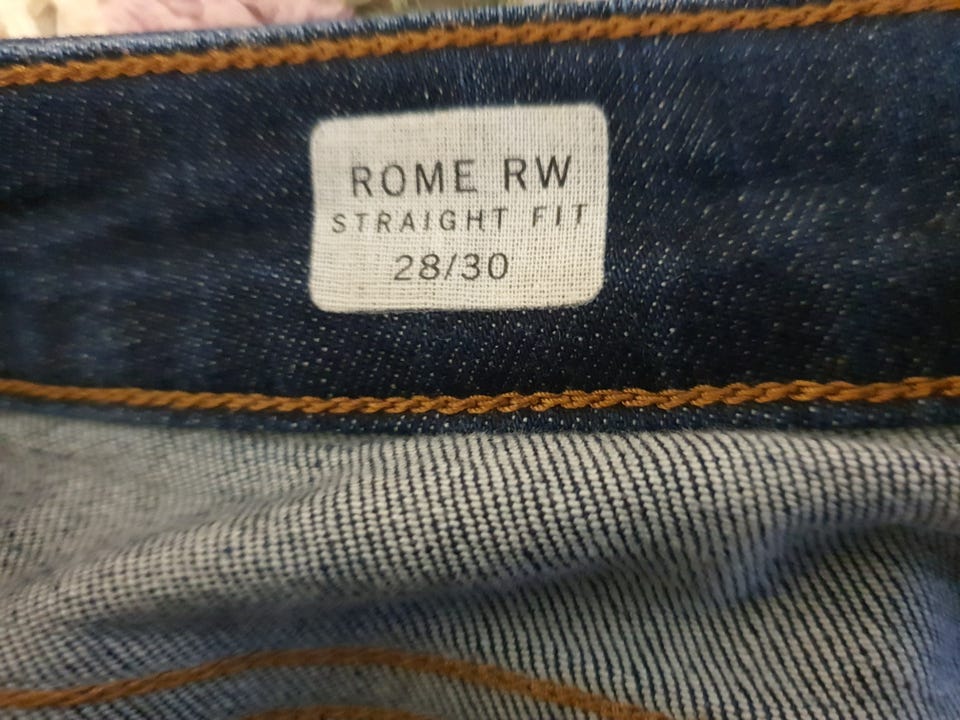 ROME RW
STRAIGHT FIT
28/30